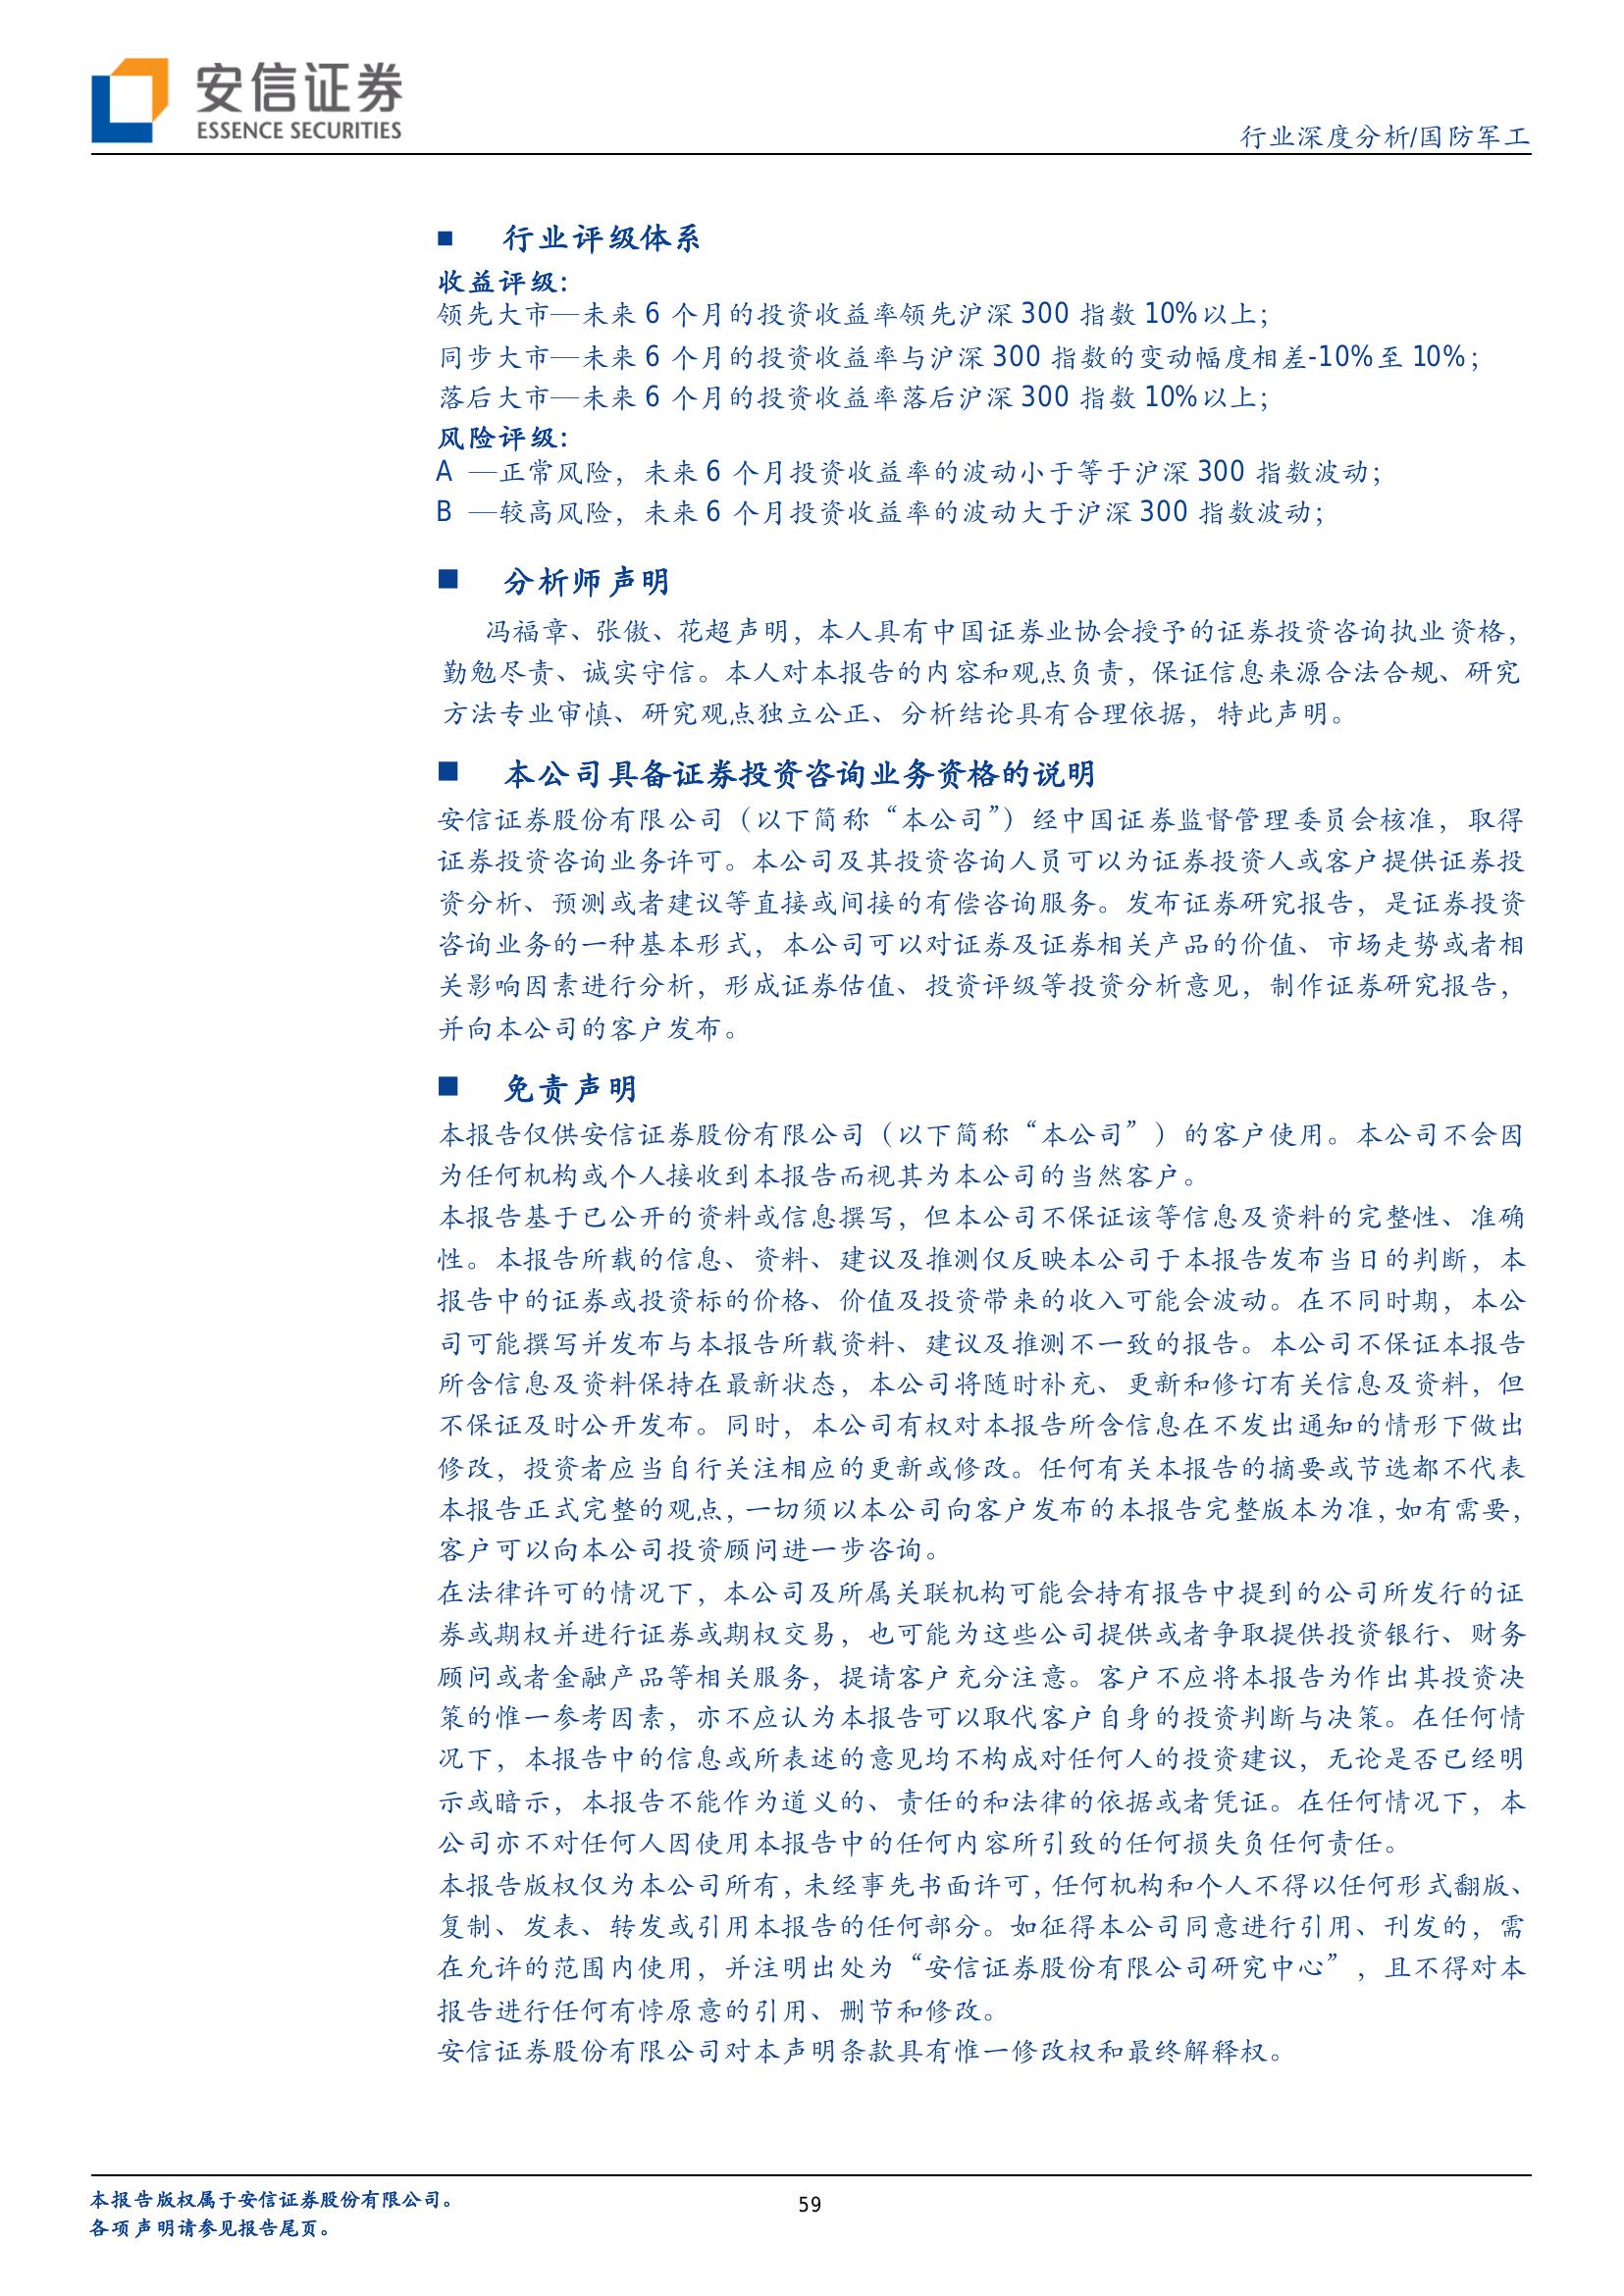 安信证券
ESSENCE SECURITIES
行业深度分析/国防军工
■ 行业评级体系
收益评级：
领先大市—未来 6 个月的投资收益率领先沪深 300 指数 10%以上；
同步大市—未来 6 个月的投资收益率与沪深 300 指数的变动幅度相差-10%至 10%；
落后大市—未来 6 个月的投资收益率落后沪深 300 指数 10%以上；
风险评级：
A —正常风险，未来 6 个月投资收益率的波动小于等于沪深 300 指数波动；
B —较高风险，未来 6 个月投资收益率的波动大于沪深 300 指数波动；
■ 分析师声明
冯福章、张傲、花超声明，本人具有中国证券业协会授予的证券投资咨询执业资格，
勤勉尽责、诚实守信。本人对本报告的内容和观点负责，保证信息来源合法合规、研究
方法专业审慎、研究观点独立公正、分析结论具有合理依据，特此声明。
■ 本公司具备证券投资咨询业务资格的说明
安信证券股份有限公司（以下简称“本公司”）经中国证券监督管理委员会核准，取得
证券投资咨询业务许可。本公司及其投资咨询人员可以为证券投资人或客户提供证券投
资分析、预测或者建议等直接或间接的有偿咨询服务。发布证券研究报告，是证券投资
咨询业务的一种基本形式，本公司可以对证券及证券相关产品的价值、市场走势或者相
关影响因素进行分析，形成证券估值、投资评级等投资分析意见，制作证券研究报告，
并向本公司的客户发布。
■ 免责声明
本报告仅供安信证券股份有限公司（以下简称“本公司”）的客户使用。本公司不会因
为任何机构或个人接收到本报告而视其为本公司的当然客户。
本报告基于已公开的资料或信息撰写，但本公司不保证该等信息及资料的完整性、准确
性。本报告所载的信息、资料、建议及推测仅反映本公司于本报告发布当日的判断，本
报告中的证券或投资标的价格、价值及投资带来的收入可能会波动。在不同时期，本公
司可能撰写并发布与本报告所载资料、建议及推测不一致的报告。本公司不保证本报告
所含信息及资料保持在最新状态，本公司将随时补充、更新和修订有关信息及资料，但
不保证及时公开发布。同时，本公司有权对本报告所含信息在不发出通知的情形下做出
修改，投资者应当自行关注相应的更新或修改。任何有关本报告的摘要或节选都不代表
本报告正式完整的观点，一切须以本公司向客户发布的本报告完整版本为准，如有需要，
客户可以向本公司投资顾问进一步咨询。
在法律许可的情况下，本公司及所属关联机构可能会持有报告中提到的公司所发行的证
券或期权并进行证券或期权交易，也可能为这些公司提供或者争取提供投资银行、财务
顾问或者金融产品等相关服务，提请客户充分注意。客户不应将本报告为作出其投资决
策的惟一参考因素，亦不应认为本报告可以取代客户自身的投资判断与决策。在任何情
况下，本报告中的信息或所表述的意见均不构成对任何人的投资建议，无论是否已经明
示或暗示，本报告不能作为道义的、责任的和法律的依据或者凭证。在任何情况下，本
公司亦不对任何人因使用本报告中的任何内容所引致的任何损失负任何责任。
本报告版权仅为本公司所有，未经事先书面许可，任何机构和个人不得以任何形式翻版、
复制、发表、转发或引用本报告的任何部分。如征得本公司同意进行引用、刊发的，需
在允许的范围内使用，并注明出处为“安信证券股份有限公司研究中心”，且不得对本
报告进行任何有悖原意的引用、删节和修改。
安信证券股份有限公司对本声明条款具有惟一修改权和最终解释权。
本报告版权属于安信证券股份有限公司。
各项声明请参见报告尾页。
59